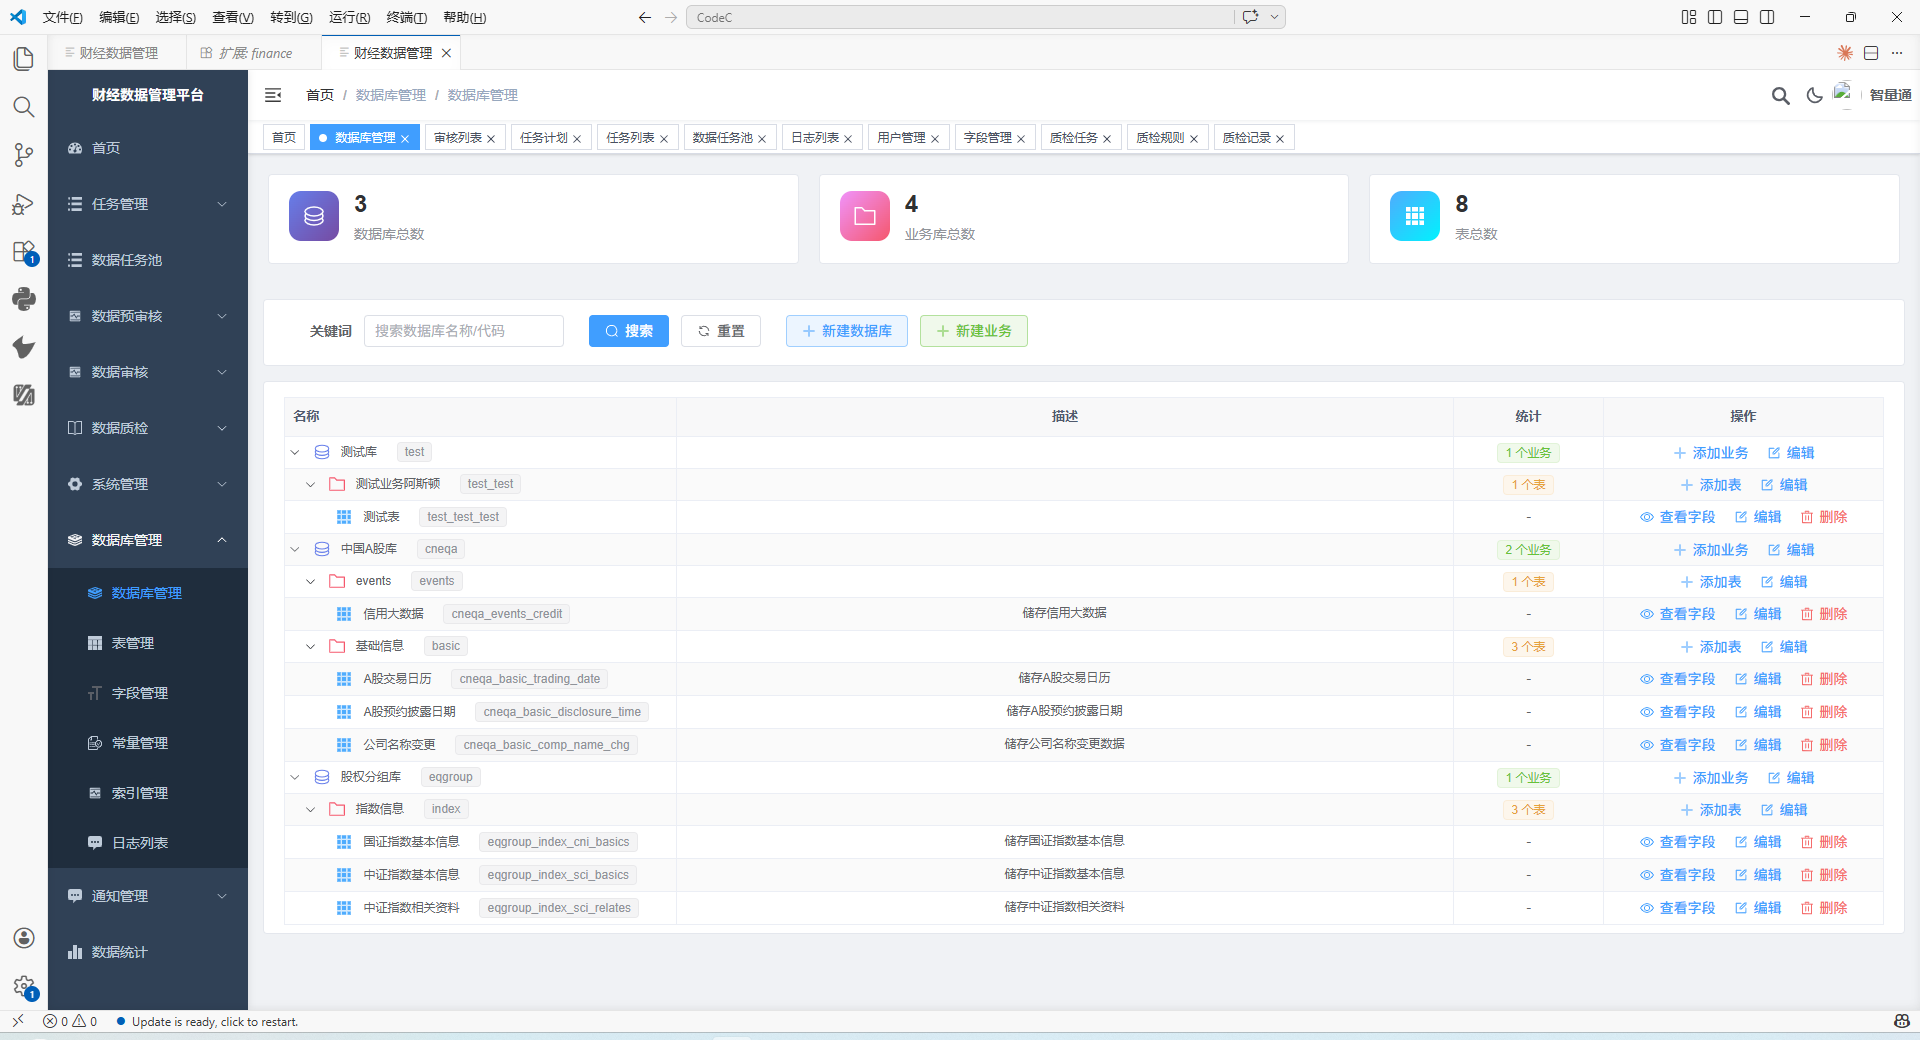 文件(F) 编辑(E) 选择(S) 查看(V) 转到(G) 运行(R) 终端(T) 帮助(H) CodeC
财经数据管理 扩展: finance 财经数据管理
财经数据管理平台
首页
任务管理
数据任务池
数据预审核
数据审核
数据质检
系统管理
数据库管理
数据库管理
表管理
字段管理
常量管理
索引管理
日志列表
通知管理
数据统计
首页 / 数据库管理 / 数据库管理 智量通
首页 数据库管理 审核列表 任务计划 任务列表 数据任务池 日志列表 用户管理 字段管理 质检任务 质检规则 质检记录
3
数据库总数
4
业务库总数
8
表总数
关键词 搜索数据库名称/代码 搜索 重置 新建数据库 新建业务
名称 描述 统计 操作
测试库 test 1 个业务 添加业务 编辑
测试业务阿斯顿 test_test 1 个表 添加表 编辑
测试表 test_test_test - 查看字段 编辑 删除
中国A股库 cneqa 2 个业务 添加业务 编辑
events events 1 个表 添加表 编辑
信用大数据 cneqa_events_credit 储存信用大数据 - 查看字段 编辑 删除
基础信息 basic 3 个表 添加表 编辑
A股交易日历 cneqa_basic_trading_date 储存A股交易日历 - 查看字段 编辑 删除
A股预约披露日期 cneqa_basic_disclosure_time 储存A股预约披露日期 - 查看字段 编辑 删除
公司名称变更 cneqa_basic_comp_name_chg 储存公司名称变更数据 - 查看字段 编辑 删除
股权分组库 eqgroup 1 个业务 添加业务 编辑
指数信息 index 3 个表 添加表 编辑
国证指数基本信息 eqgroup_index_cni_basics 储存国证指数基本信息 - 查看字段 编辑 删除
中证指数基本信息 eqgroup_index_sci_basics 储存中证指数基本信息 - 查看字段 编辑 删除
中证指数相关资料 eqgroup_index_sci_relates 储存中证指数相关资料 - 查看字段 编辑 删除
1
1
0 0 Update is ready, click to restart.